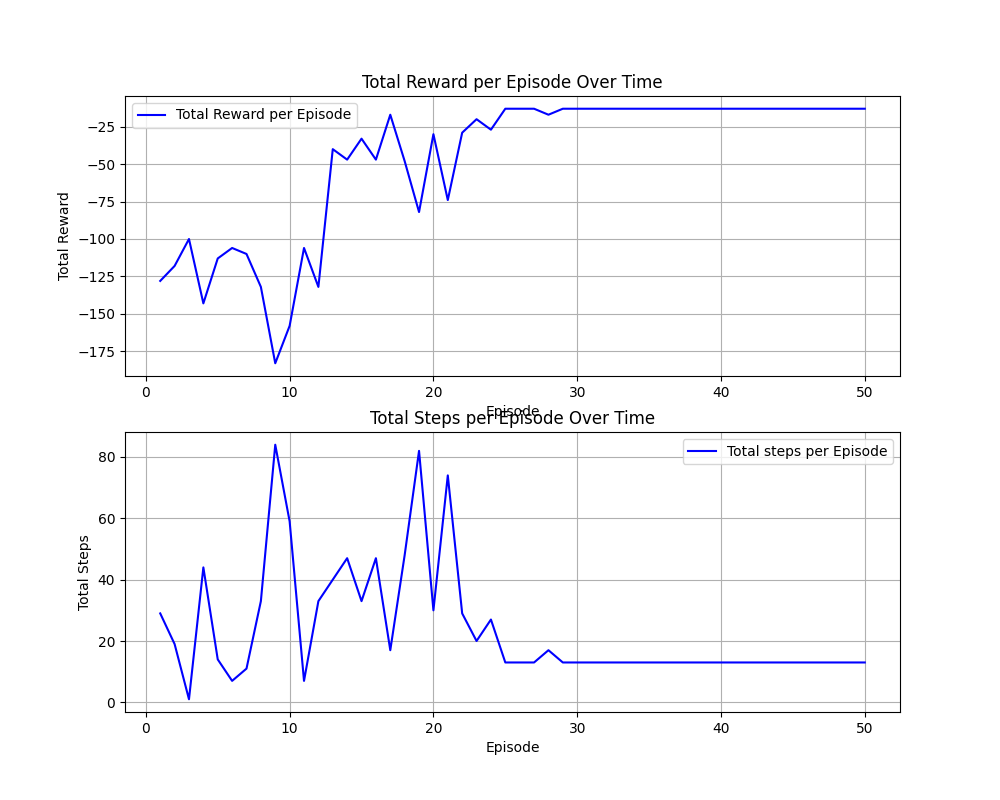 Total Reward per Episode Over Time
Total Reward per Episode
Total Reward
−25
−50
−75
−100
−125
−150
−175
0 10 20 30 40 50
Episode
Total Steps per Episode Over Time
Total steps per Episode
Total Steps
80
60
40
20
0
0 10 20 30 40 50
Episode